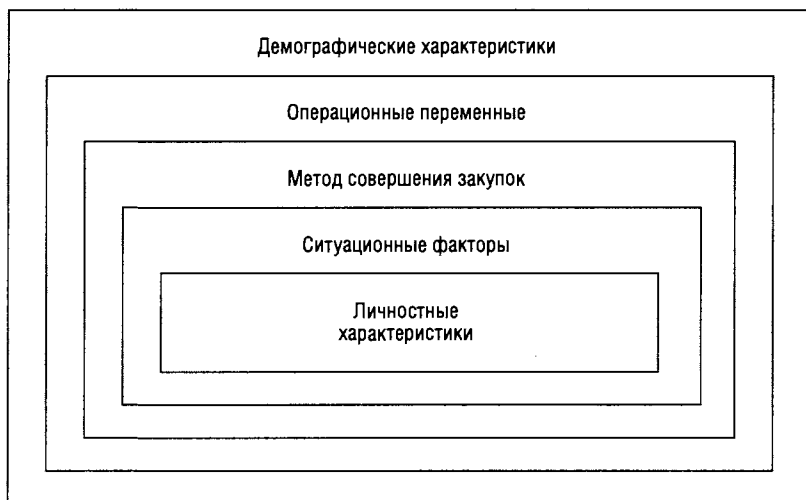 Демографические характеристики
Операционные переменные
Метод совершения закупок
Ситуационные факторы
Личностные
характеристики